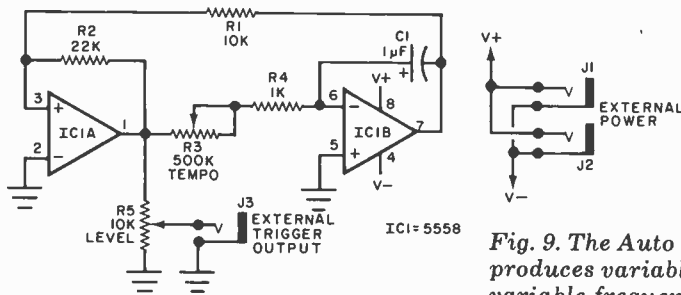 R1
10K
R2
22K
C1
1µF
+
V+
R4
1K
3
+
IC1A
1
2
-
R3
500K
TEMPO
6
-
8
IC1B
7
5
+
4
V-
R5
10K
LEVEL
V
J3
EXTERNAL
TRIGGER
OUTPUT
IC1=5558
V+
J1
V
EXTERNAL
POWER
V
J2
V-
Fig. 9. The Auto
produces variabl
variable frequen